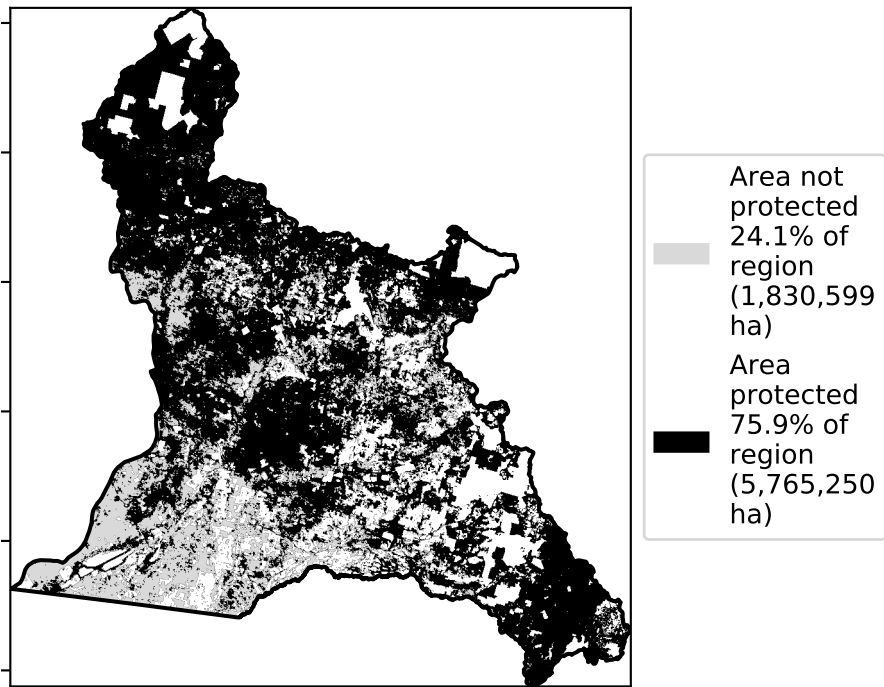 Area not
protected
24.1% of
region
(1,830,599
ha)
Area
protected
75.9% of
region
(5,765,250
ha)